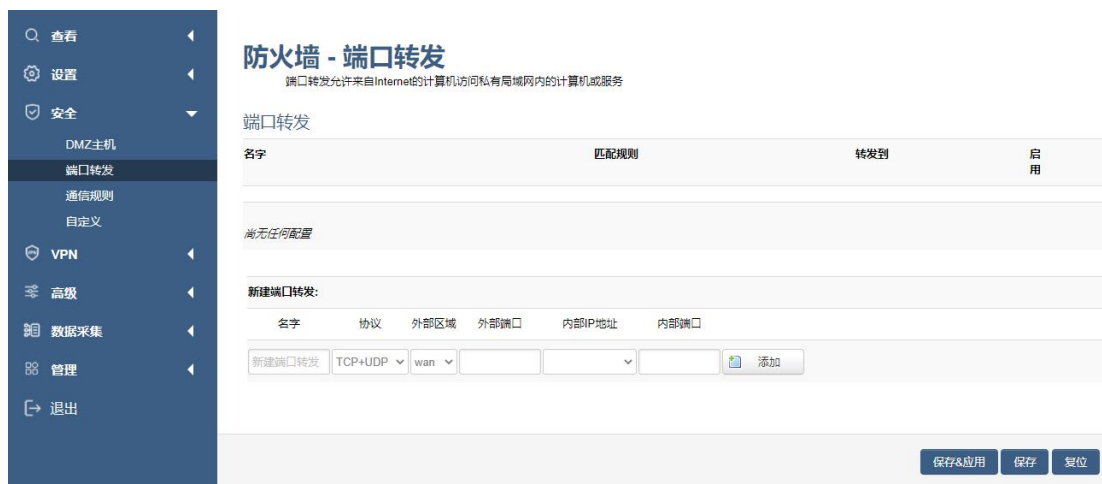 查看
设置
安全
DMZ主机
端口转发
通信规则
自定义
VPN
高级
数据采集
管理
退出
防火墙 - 端口转发
端口转发允许来自Internet的计算机访问私有局域网内的计算机或服务
端口转发
名字 匹配规则 转发到 启用
尚无任何配置
新建端口转发:
名字 协议 外部区域 外部端口 内部IP地址 内部端口
新建端口转发 TCP+UDP wan 添加
保存&应用 保存 复位